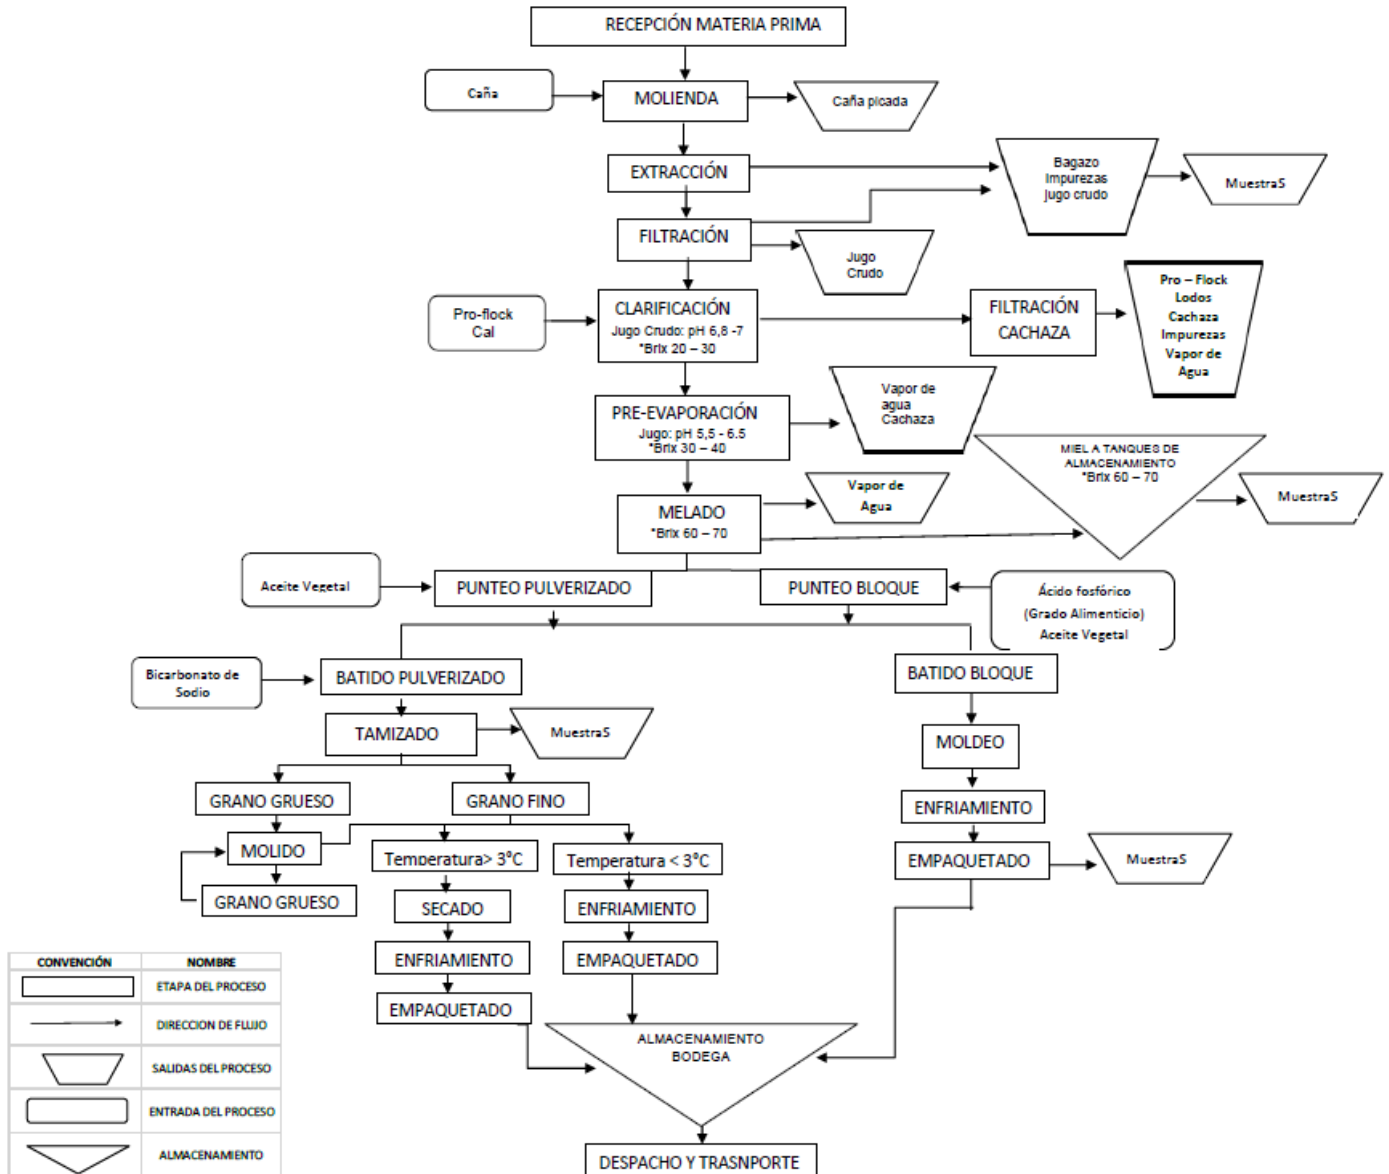 RECEPCIÓN MATERIA PRIMA
Caña
MOLIENDA
Caña picada
EXTRACCIÓN
Bagazo
Impurezas
jugo crudo
MuestraS
FILTRACIÓN
Jugo
Crudo
Pro-flock
Cal
CLARIFICACIÓN
Jugo Crudo: pH 6,8 -7
*Brix 20 – 30
FILTRACIÓN
CACHAZA
Pro – Flock
Lodos
Cachaza
Impurezas
Vapor de
Agua
PRE-EVAPORACIÓN
Jugo: pH 5,5 - 6.5
*Brix 30 – 40
Vapor de
agua
Cachaza
MIEL A TANQUES DE
ALMACENAMIENTO
*Brix 60 – 70
MuestraS
MELADO
*Brix 60 – 70
Vapor de
Agua
Aceite Vegetal
PUNTEO PULVERIZADO
PUNTEO BLOQUE
Ácido fosfórico
(Grado Alimenticio)
Aceite Vegetal
Bicarbonato de
Sodio
BATIDO PULVERIZADO
BATIDO BLOQUE
TAMIZADO
MuestraS
MOLDEO
GRANO GRUESO
GRANO FINO
ENFRIAMIENTO
MOLIDO
Temperatura> 3°C
Temperatura < 3°C
EMPAQUETADO
MuestraS
GRANO GRUESO
SECADO
ENFRIAMIENTO
ENFRIAMIENTO
EMPAQUETADO
EMPAQUETADO
ALMACENAMIENTO
BODEGA
DESPACHO Y TRASNPORTE
CONVENCIÓN NOMBRE
ETAPA DEL PROCESO
DIRECCION DE FLUJO
SALIDAS DEL PROCESO
ENTRADA DEL PROCESO
ALMACENAMIENTO